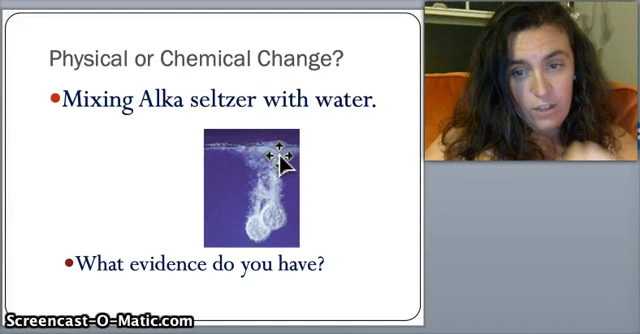 Physical or Chemical Change?
•Mixing Alka seltzer with water.
•What evidence do you have?
Screencast-O-Matic.com